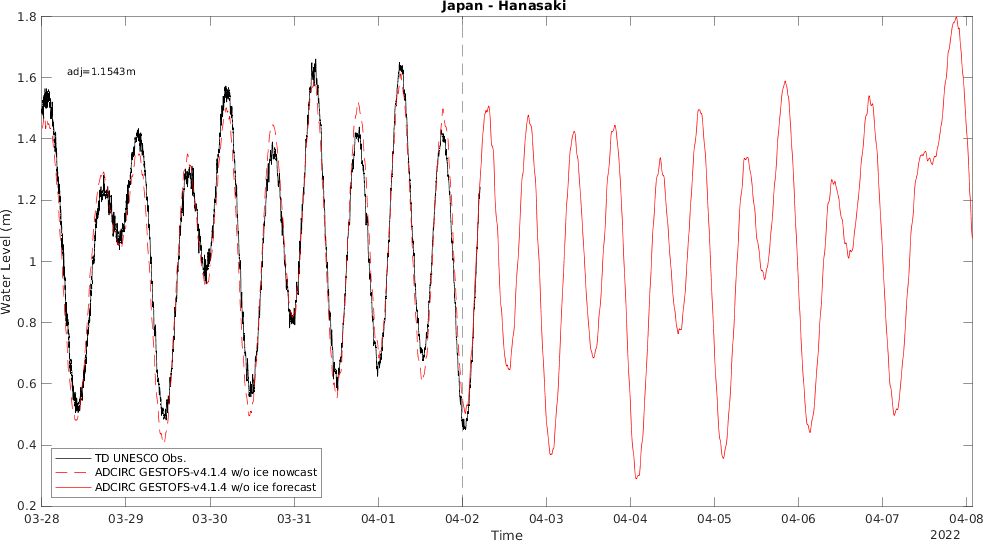 Japan - Hanasaki
1.8
1.6
1.4
1.2
1
0.8
0.6
0.4
0.2
Water Level (m)
adj=1.1543m
TD UNESCO Obs.
ADCIRC GESTOFS-v4.1.4 w/o ice nowcast
ADCIRC GESTOFS-v4.1.4 w/o ice forecast
03-28 03-29 03-30 03-31 04-01 04-02 04-03 04-04 04-05 04-06 04-07 04-08
Time
2022